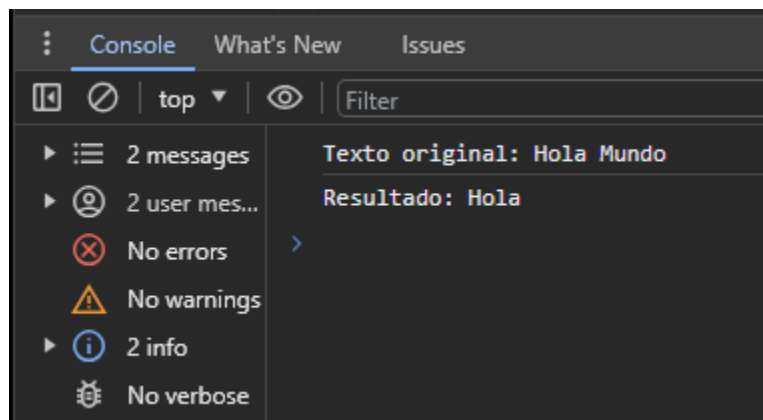 Console What's New Issues
top Filter
2 messages
2 user mes...
No errors
No warnings
2 info
No verbose
Texto original: Hola Mundo
Resultado: Hola